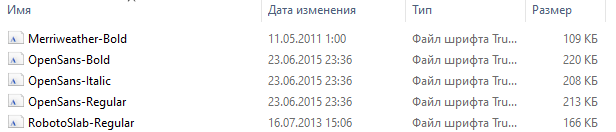 Имя Дата изменения Тип Размер
Merriweather-Bold 11.05.2011 1:00 Файл шрифта Tru... 109 КБ
OpenSans-Bold 23.06.2015 23:36 Файл шрифта Tru... 220 КБ
OpenSans-Italic 23.06.2015 23:36 Файл шрифта Tru... 208 КБ
OpenSans-Regular 23.06.2015 23:36 Файл шрифта Tru... 213 КБ
RobotoSlab-Regular 16.07.2013 15:06 Файл шрифта Tru... 166 КБ